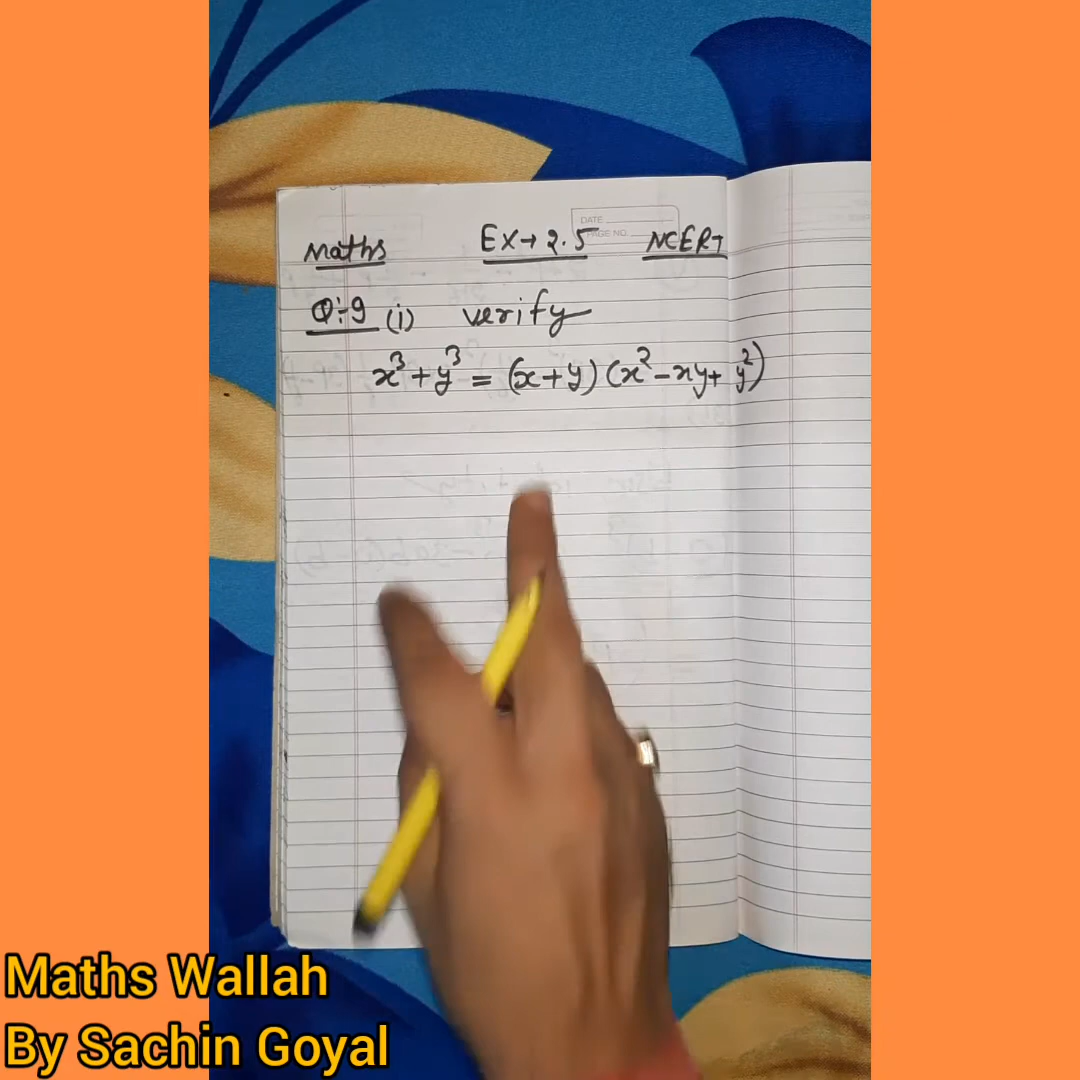 DATE
PAGE NO.
Maths Ex→ 2.5 NCERT
Q:-9 (i) verify
x³ + y³ = (x + y) (x² - xy + y²)
Maths Wallah
By Sachin Goyal